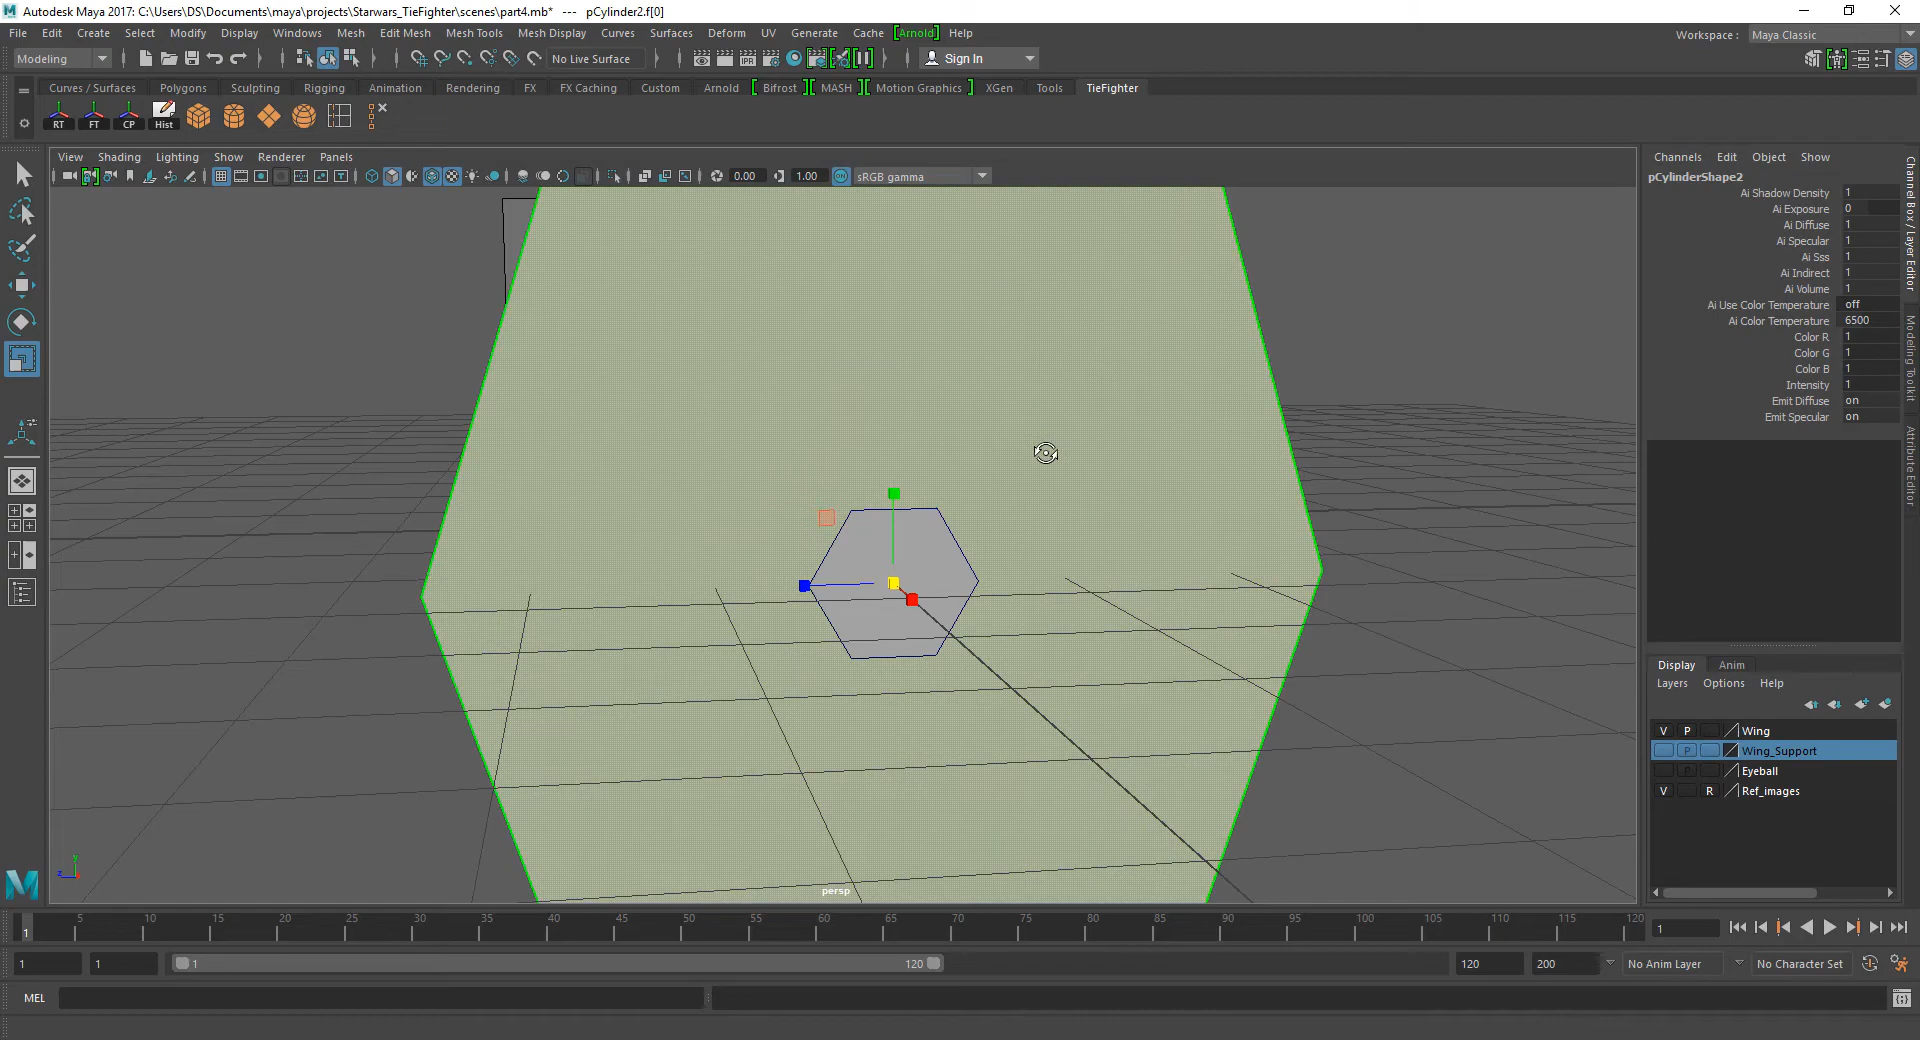 Autodesk Maya 2017: C:\Users\DS\Documents\maya\projects\Starwars_TieFighter\scenes\part4.mb*   ---   pCylinder2.f[0]
File Edit Create Select Modify Display Windows Mesh Edit Mesh Mesh Tools Mesh Display Curves Surfaces Deform UV Generate Cache [Arnold] Help
Workspace : Maya Classic
Modeling No Live Surface Sign In
Curves / Surfaces Polygons Sculpting Rigging Animation Rendering FX FX Caching Custom Arnold [ Bifrost ] [ MASH ] [ Motion Graphics ] XGen Tools TieFighter
RT FT CP Hist
View Shading Lighting Show Renderer Panels
0.00 1.00 sRGB gamma
Channels Edit Object Show
pCylinderShape2
Ai Shadow Density 1
Ai Exposure 0
Ai Diffuse 1
Ai Specular 1
Ai Sss 1
Ai Indirect 1
Ai Volume 1
Ai Use Color Temperature off
Ai Color Temperature 6500
Color R 1
Color G 1
Color B 1
Intensity 1
Emit Diffuse on
Emit Specular on
Channel Box / Layer Editor
Modeling Toolkit
Attribute Editor
Display Anim
Layers Options Help
V P Wing
P Wing_Support
P Eyeball
V R Ref_images
y
z
persp
5 10 15 20 25 30 35 40 45 50 55 60 65 70 75 80 85 90 95 100 105 110 115 120
1
1
1 1 1 120 120 200 No Anim Layer No Character Set
MEL